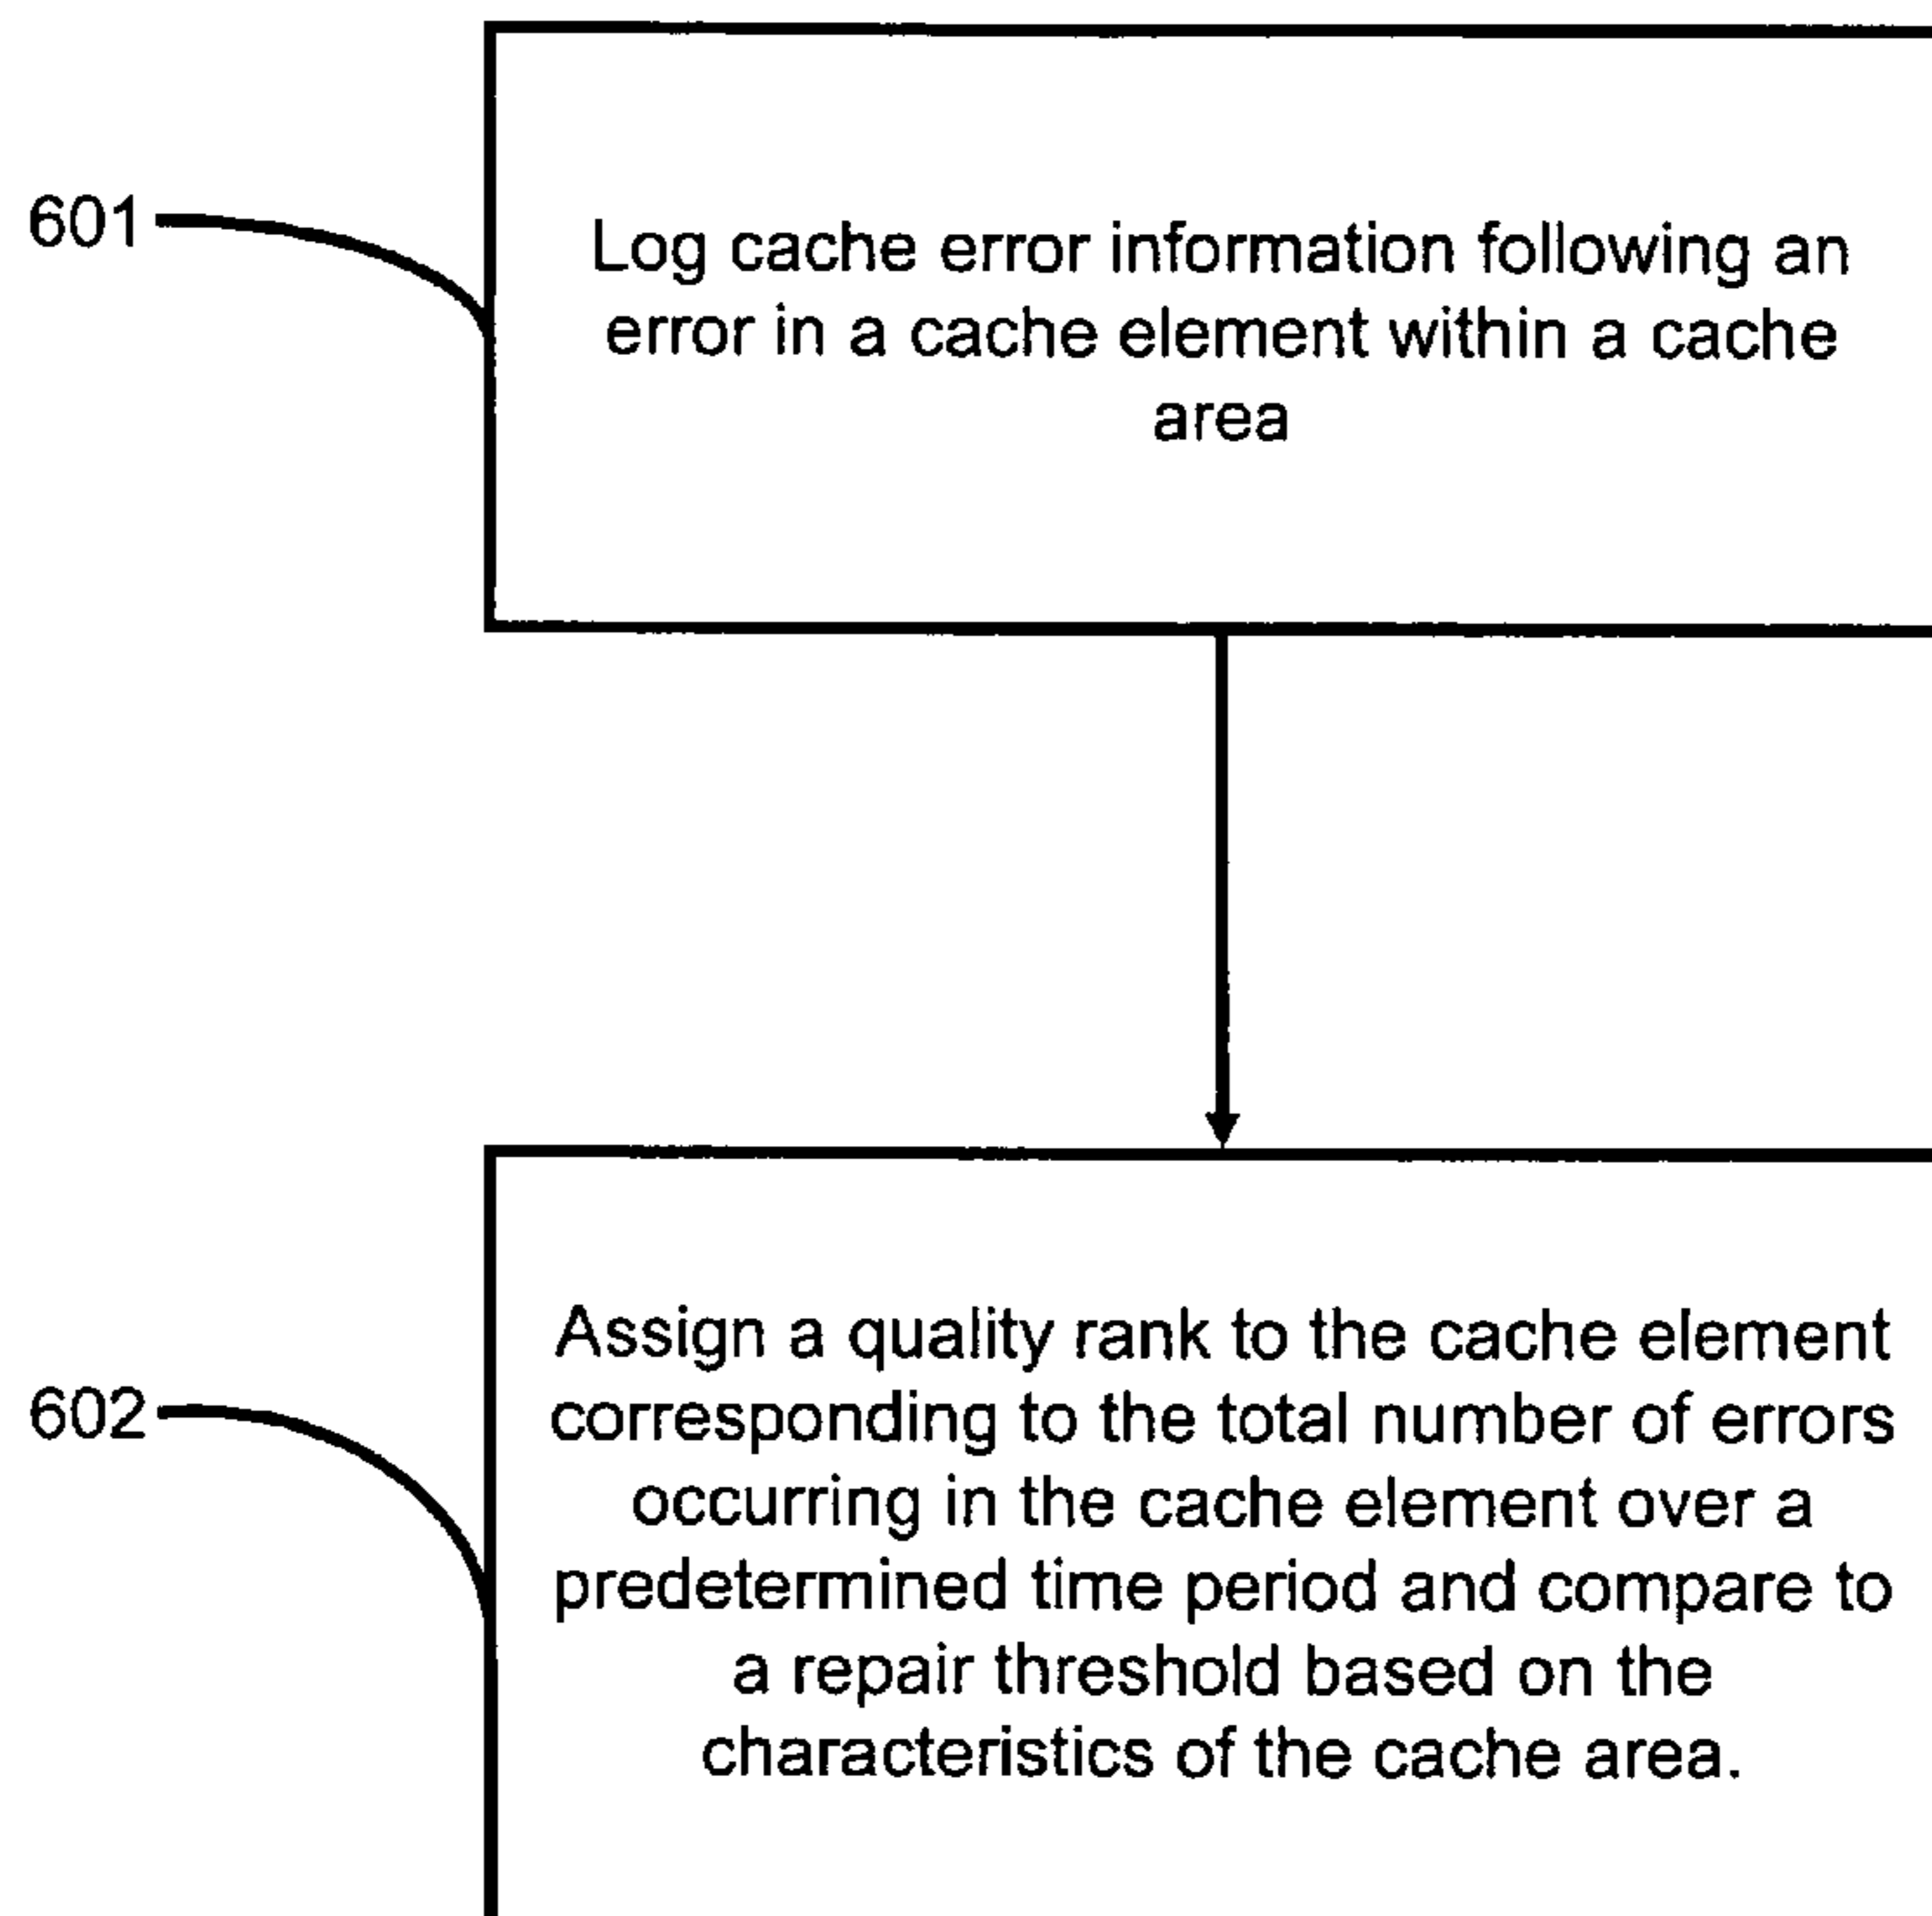 601
Log cache error information following an
error in a cache element within a cache
area
602
Assign a quality rank to the cache element
corresponding to the total number of errors
occurring in the cache element over a
predetermined time period and compare to
a repair threshold based on the
characteristics of the cache area.